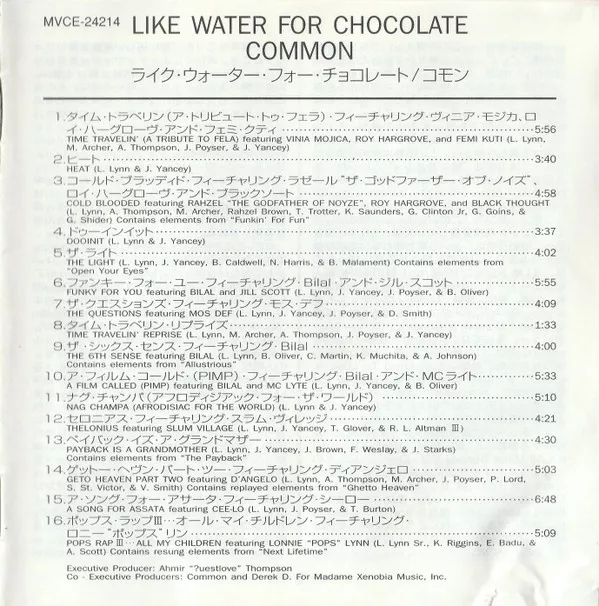 MVCE-24214
LIKE WATER FOR CHOCOLATE
COMMON
ライク・ウォーター・フォー・チョコレート/コモン
1.タイム・トラベリン(ア・トリビュート・トゥ・フェラ)・フィーチャリング・ヴィニア・モジカ、ロ
イ・ハーグローヴ・アンド・フェミ・クティ 5:56
TIME TRAVELIN' (A TRIBUTE TO FELA) featuring VINIA MOJICA, ROY HARGROVE, and FEMI KUTI (L. Lynn,
M. Archer, A. Thompson, J. Poyser, & J. Yancey)
2.ヒート 3:40
HEAT (L. Lynn & J. Yancey)
3.コールド・ブラッディド・フィーチャリング・ラゼール"ザ・ゴッドファーザー・オブ・ノイズ"、
ロイ・ハーグローヴ・アンド・ブラックソート 4:58
COLD BLOODED featuring RAHZEL "THE GODFATHER OF NOYZE", ROY HARGROVE, and BLACK THOUGHT
(L. Lynn, A. Thompson, M. Archer, Rahzel Brown, T. Trotter, K. Saunders, G. Clinton Jr, G. Goins, &
G. Shider) Contains elements from "Funkin' For Fun"
4.ドゥーインイット 3:37
DOOINIT (L. Lynn & J. Yancey)
5.ザ・ライト 4:02
THE LIGHT (L. Lynn, J. Yancey, B. Caldwell, N. Harris, & B. Malament) Contains elements from
"Open Your Eyes"
6.ファンキー・フォー・ユー・フィーチャリング・Bilal・アンド・ジル・スコット 5:55
FUNKY FOR YOU featuring BILAL and JILL SCOTT (L. Lynn, J. Yancey, J. Poyser, & B. Oliver)
7.ザ・クエスションズ・フィーチャリング・モス・デフ 4:09
THE QUESTIONS featuring MOS DEF (L. Lynn, J. Yancey, J. Poyser, & D. Smith)
8.タイム・トラベリン・リプライズ 1:33
TIME TRAVELIN' REPRISE (L. Lynn, M. Archer, A. Thompson, J. Poyser, & J. Yancey)
9.ザ・シックス・センス・フィーチャリング・Bilal 4:00
THE 6TH SENSE featuring BILAL (L. Lynn, B. Oliver, C. Martin, K. Muchita, & A. Johnson)
Contains elements from "Allustrious"
10.ア・フィルム・コールド・(PIMP)・フィーチャリング・Bilal・アンド・MCライト 5:33
A FILM CALLED (PIMP) featuring BILAL and MC LYTE (L. Lynn, J. Yancey, & B. Oliver)
11.ナグ・チャンパ(アフロディジアック・フォー・ザ・ワールド) 5:10
NAG CHAMPA (AFRODISIAC FOR THE WORLD) (L. Lynn & J. Yancey)
12.セロニアス・フィーチャリング・スラム・ヴィレッジ 4:21
THELONIUS featuring SLUM VILLAGE (L. Lynn, J. Yancey, T. Glover, & R. L. Altman Ⅲ)
13.ペイバック・イズ・ア・グランドマザー 4:30
PAYBACK IS A GRANDMOTHER (L. Lynn, J. Yancey, J. Brown, F. Weslay, & J. Starks)
Contains elements from "The Payback"
14.ゲットー・ヘヴン・パート・ツー・フィーチャリング・ディアンジェロ 5:03
GETO HEAVEN PART TWO featuring D'ANGELO (L. Lynn, A. Thompson, M. Archer, J. Poyser, P. Lord,
S. St. Victor, & V. Smith) Contains replayed elements from "Ghetto Heaven"
15.ア・ソング・フォー・アサータ・フィーチャリング・シーロー 6:48
A SONG FOR ASSATA featuring CEE-LO (L. Lynn, J. Poyser, & T. Burton)
16.ポップス・ラップⅢ…オール・マイ・チルドレン・フィーチャリング・
ロニー"ポップス"リン 5:09
POPS RAP Ⅲ…ALL MY CHILDREN featuring LONNIE "POPS" LYNN (L. Lynn Sr., K. Riggins, E. Badu, &
A. Scott) Contains resung elements from "Next Lifetime"
Executive Producer: Ahmir "?uestlove" Thompson
Co - Executive Producers: Common and Derek D. For Madame Xenobia Music, Inc.